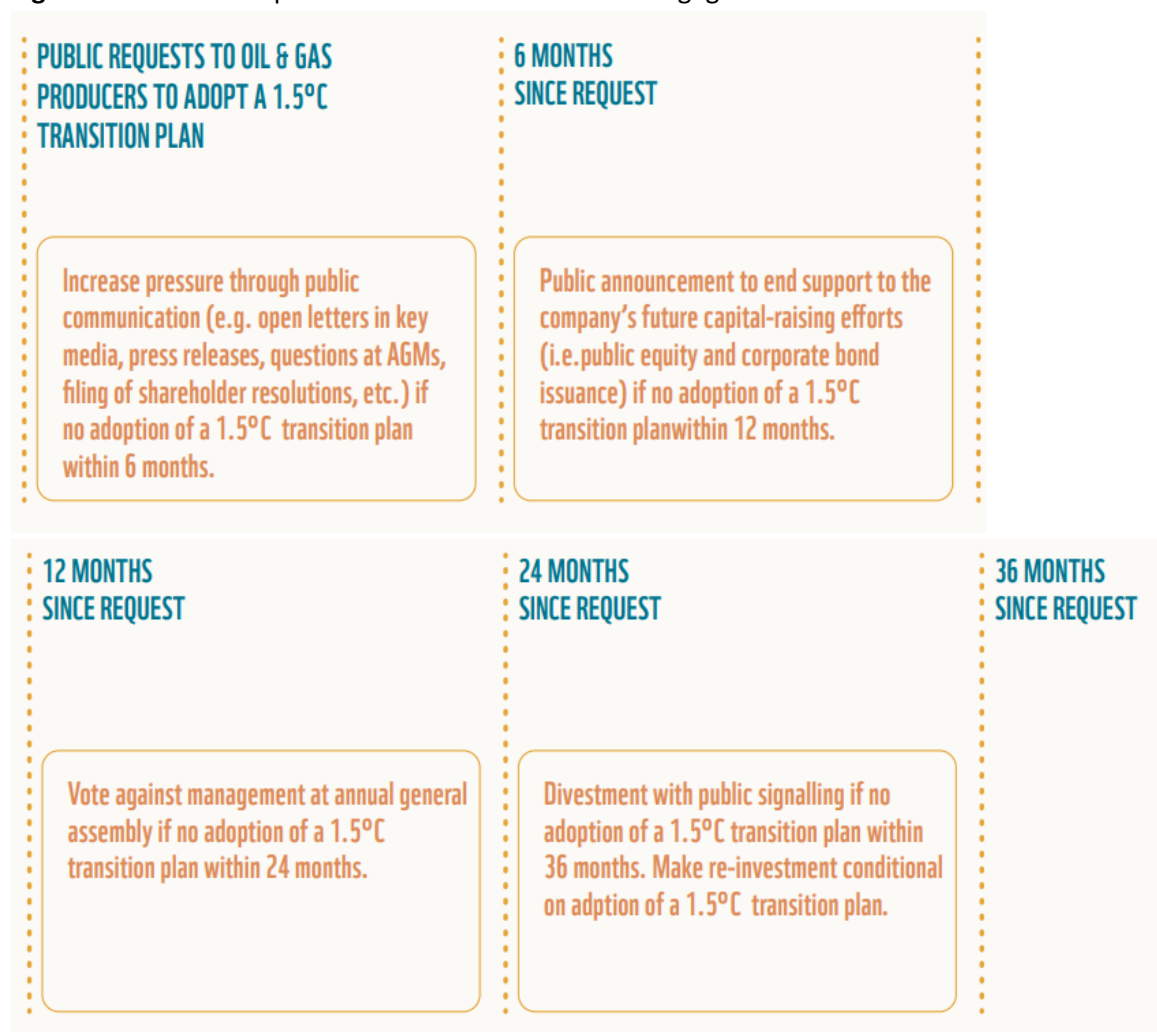 PUBLIC REQUESTS TO OIL & GAS
PRODUCERS TO ADOPT A 1.5ºC
TRANSITION PLAN
Increase pressure through public
communication (e.g. open letters in key
media, press releases, questions at AGMs,
filing of shareholder resolutions, etc.) if
no adoption of a 1.5ºC transition plan
within 6 months.
6 MONTHS
SINCE REQUEST
Public announcement to end support to the
company’s future capital-raising efforts
(i.e.public equity and corporate bond
issuance) if no adoption of a 1.5ºC
transition planwithin 12 months.
12 MONTHS
SINCE REQUEST
Vote against management at annual general
assembly if no adoption of a 1.5ºC
transition plan within 24 months.
24 MONTHS
SINCE REQUEST
Divestment with public signalling if no
adoption of a 1.5ºC transition plan within
36 months. Make re-investment conditional
on adption of a 1.5ºC transition plan.
36 MONTHS
SINCE REQUEST